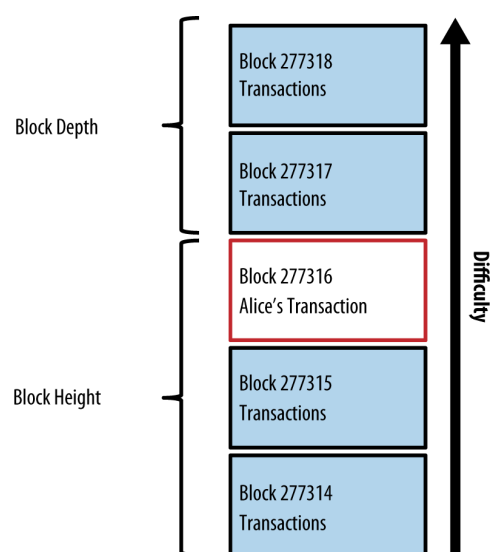 Block 277318
Transactions
Block Depth
Block 277317
Transactions
Block 277316
Alice's Transaction
Difficulty
Block 277315
Transactions
Block Height
Block 277314
Transactions